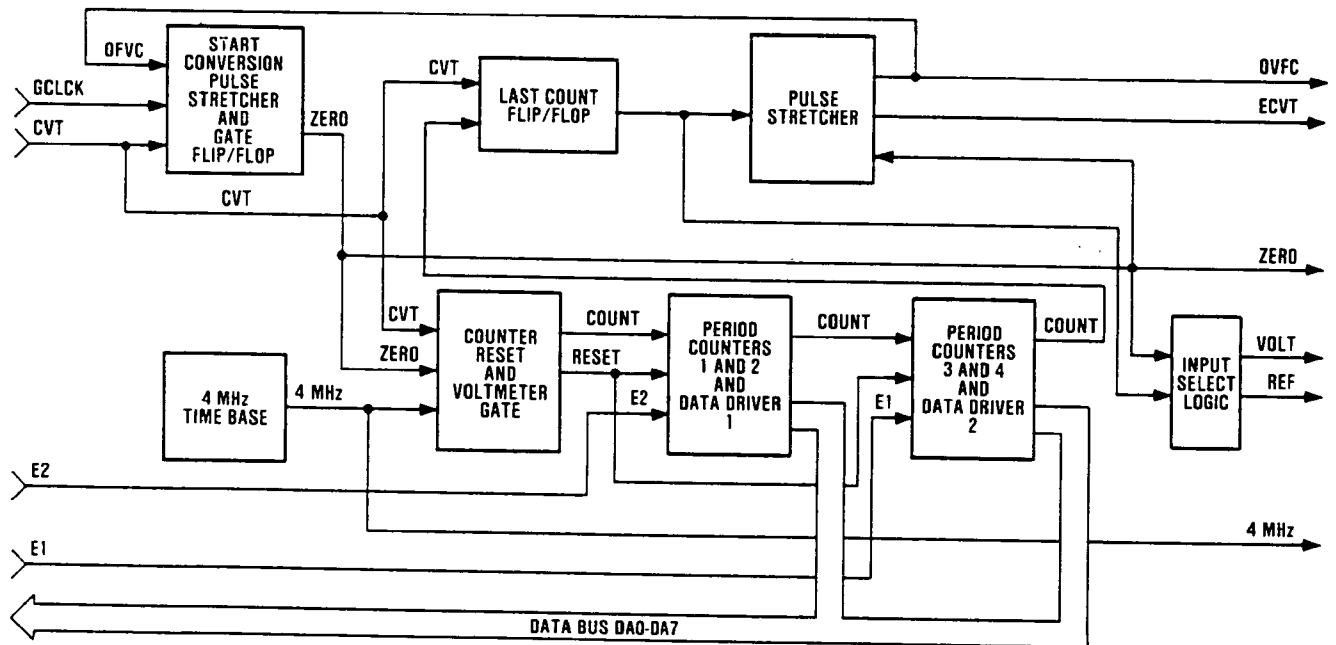 OFVC
GCLCK
CVT
START
CONVERSION
PULSE
STRETCHER
AND
GATE
FLIP/FLOP
ZERO
CVT
CVT
LAST COUNT
FLIP/FLOP
PULSE
STRETCHER
OVFC
ECVT
ZERO
CVT
ZERO
4 MHz
TIME BASE
4 MHz
COUNTER
RESET
AND
VOLTMETER
GATE
COUNT
RESET
E2
PERIOD
COUNTERS
1 AND 2
AND
DATA DRIVER
1
COUNT
E1
PERIOD
COUNTERS
3 AND 4
AND
DATA DRIVER
2
COUNT
INPUT
SELECT
LOGIC
VOLT
REF
E2
4 MHz
E1
DATA BUS DA0-DA7